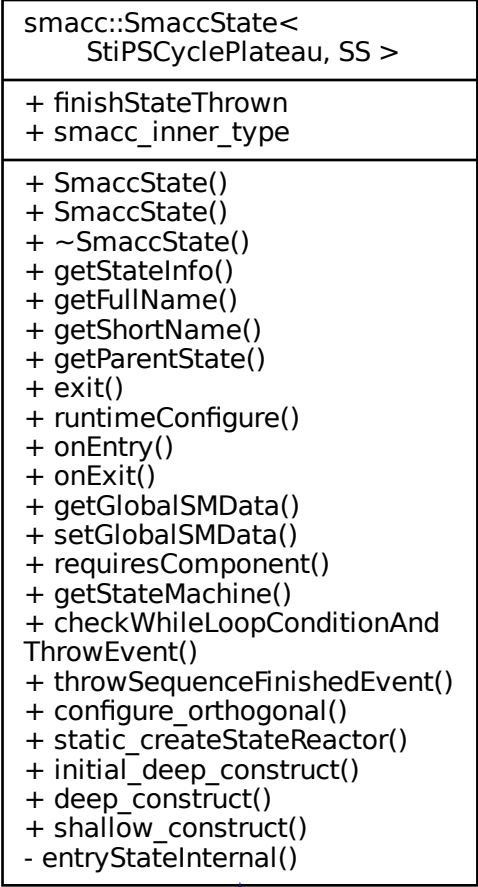 smacc::SmaccState<
StiPSCyclePlateau, SS >
+ finishStateThrown
+ smacc_inner_type
+ SmaccState()
+ SmaccState()
+ ~SmaccState()
+ getStateInfo()
+ getFullName()
+ getShortName()
+ getParentState()
+ exit()
+ runtimeConfigure()
+ onEntry()
+ onExit()
+ getGlobalSMData()
+ setGlobalSMData()
+ requiresComponent()
+ getStateMachine()
+ checkWhileLoopConditionAnd
ThrowEvent()
+ throwSequenceFinishedEvent()
+ configure_orthogonal()
+ static_createStateReactor()
+ initial_deep_construct()
+ deep_construct()
+ shallow_construct()
- entryStateInternal()